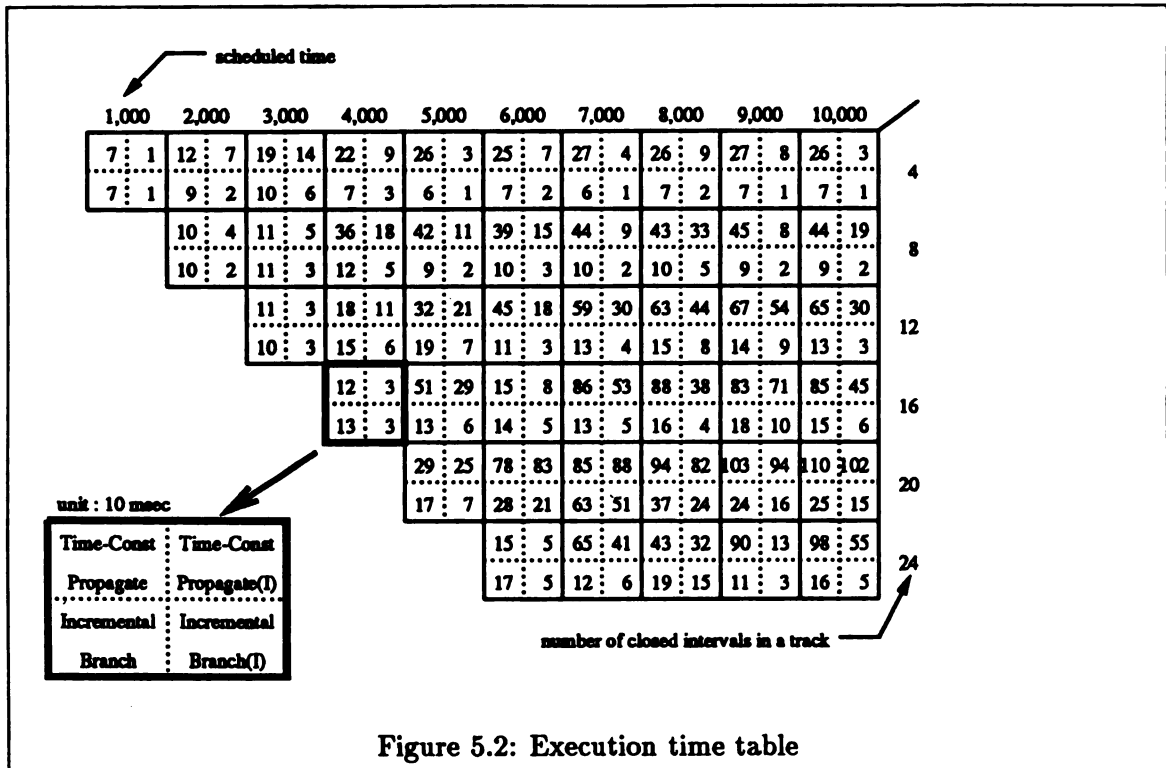 scheduled time
1,000 2,000 3,000 4,000 5,000 6,000 7,000 8,000 9,000 10,000
7 1 12 7 19 14 22 9 26 3 25 7 27 4 26 9 27 8 26 3
4
7 1 9 2 10 6 7 3 6 1 7 2 6 1 7 2 7 1 7 1
10 4 11 5 36 18 42 11 39 15 44 9 43 33 45 8 44 19
8
10 2 11 3 12 5 9 2 10 3 10 2 10 5 9 2 9 2
11 3 18 11 32 21 45 18 59 30 63 44 67 54 65 30
12
10 3 15 6 19 7 11 3 13 4 15 8 14 9 13 3
12 3 51 29 15 8 86 53 88 38 83 71 85 45
16
13 3 13 6 14 5 13 5 16 4 18 10 15 6
29 25 78 83 85 88 94 82 103 94 110 102
20
17 7 28 21 63 51 37 24 24 16 25 15
unit : 10 msec
15 5 65 41 43 32 90 13 98 55
24
17 5 12 6 19 15 11 3 16 5
Time-Const Time-Const
Propagate Propagate(I)
Incremental Incremental
Branch Branch(I)
number of closed intervals in a track
Figure 5.2: Execution time table